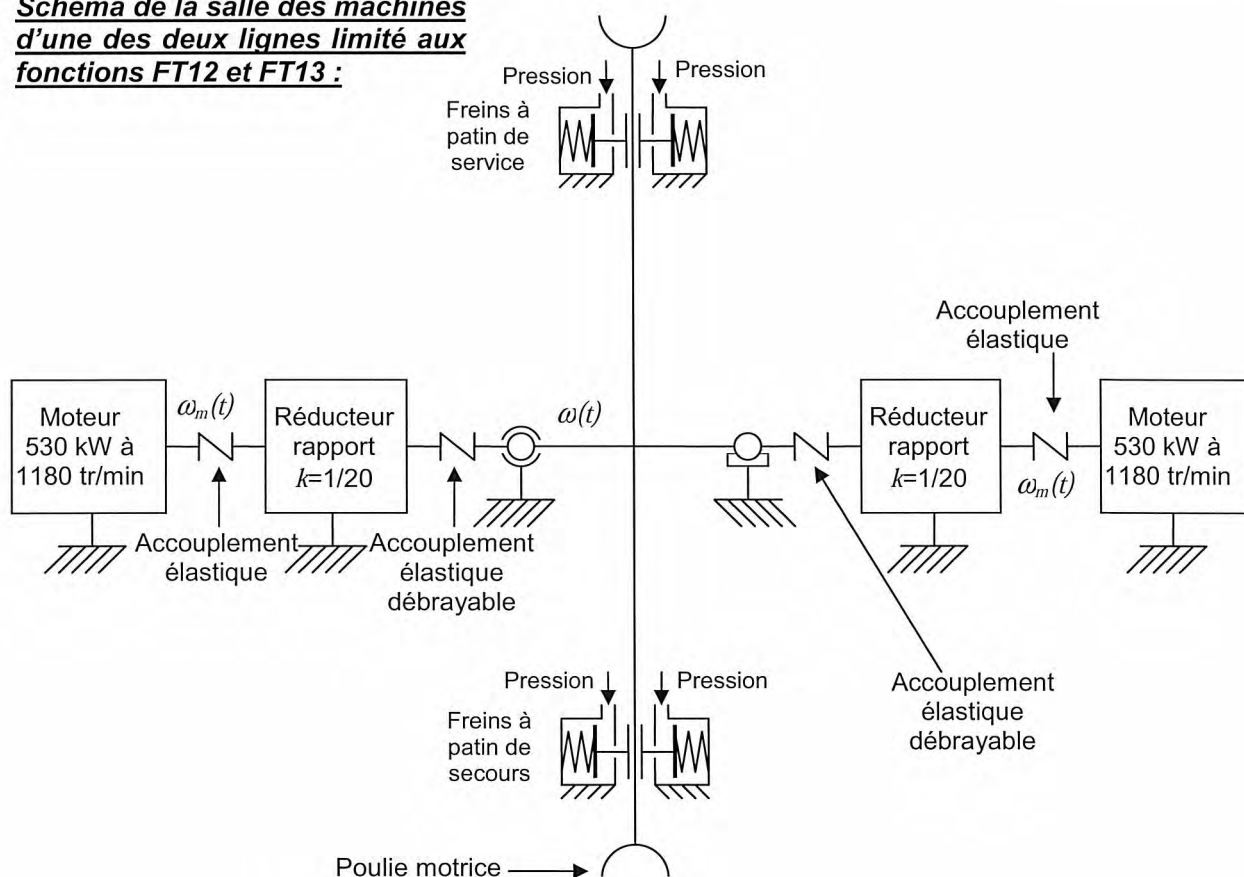 Schéma de la salle des machines
d'une des deux lignes limité aux
fonctions FT12 et FT13 :
Pression
Pression
Freins à
patin de
service
Accouplement
élastique
Moteur
530 kW à
1180 tr/min
ωm(t)
Réducteur
rapport
k=1/20
ω(t)
Réducteur
rapport
k=1/20
ωm(t)
Moteur
530 kW à
1180 tr/min
Accouplement
élastique
Accouplement
élastique
débrayable
Accouplement
élastique
débrayable
Pression
Pression
Freins à
patin de
secours
Poulie motrice